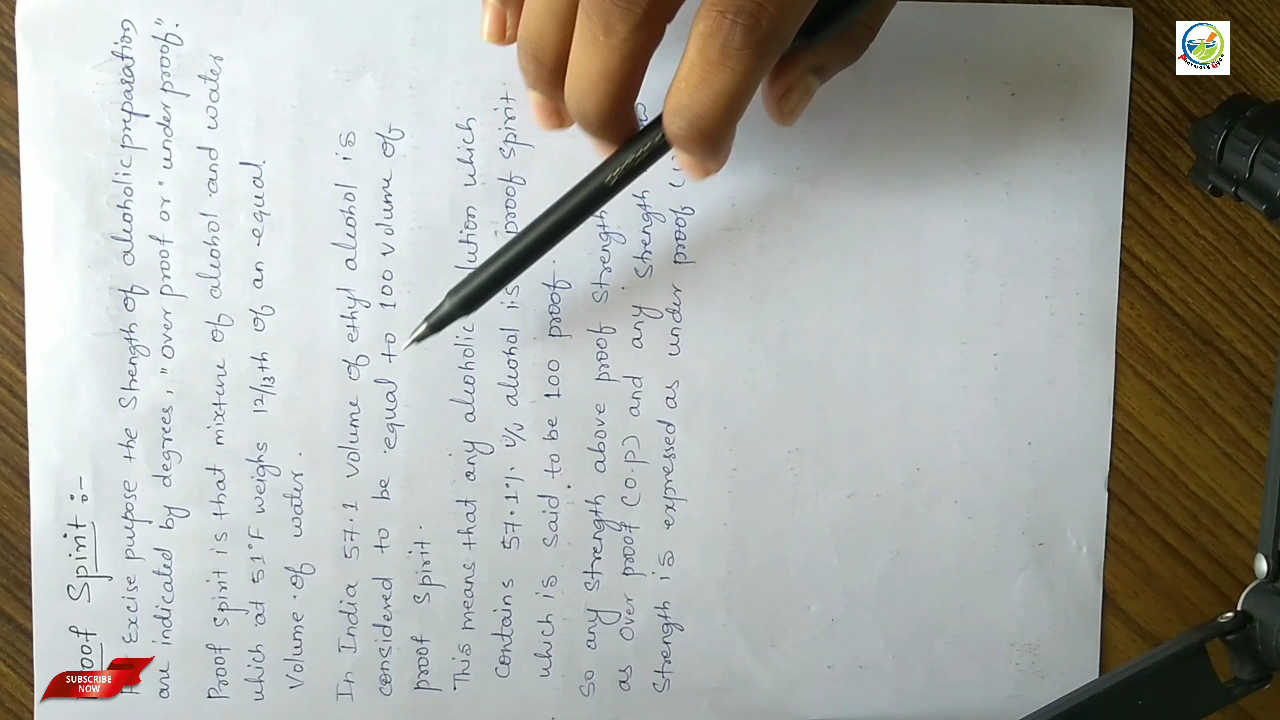 oof Spirit :-
Excise pupose the Strength of alcoholic preparation
are indicated by degrees, "over proof or "under proof".
Proof Spirit is that mixture of alcohol and water
which at 51°F weighs 12/13th of an equal
Volume of water.
In India 57.1 volume of ethyl alcohol is
considered to be equal to 100 volume of
proof Spirit.
This means that any alcoholic lution which
contains 57.1% v/v alcohol is proof spirit
which is said to be 100 proof.
So any Strength above proof Strength
as over proof (O.P) and any Strength
Strength is expressed as under proof
SUBSCRIBE
NOW